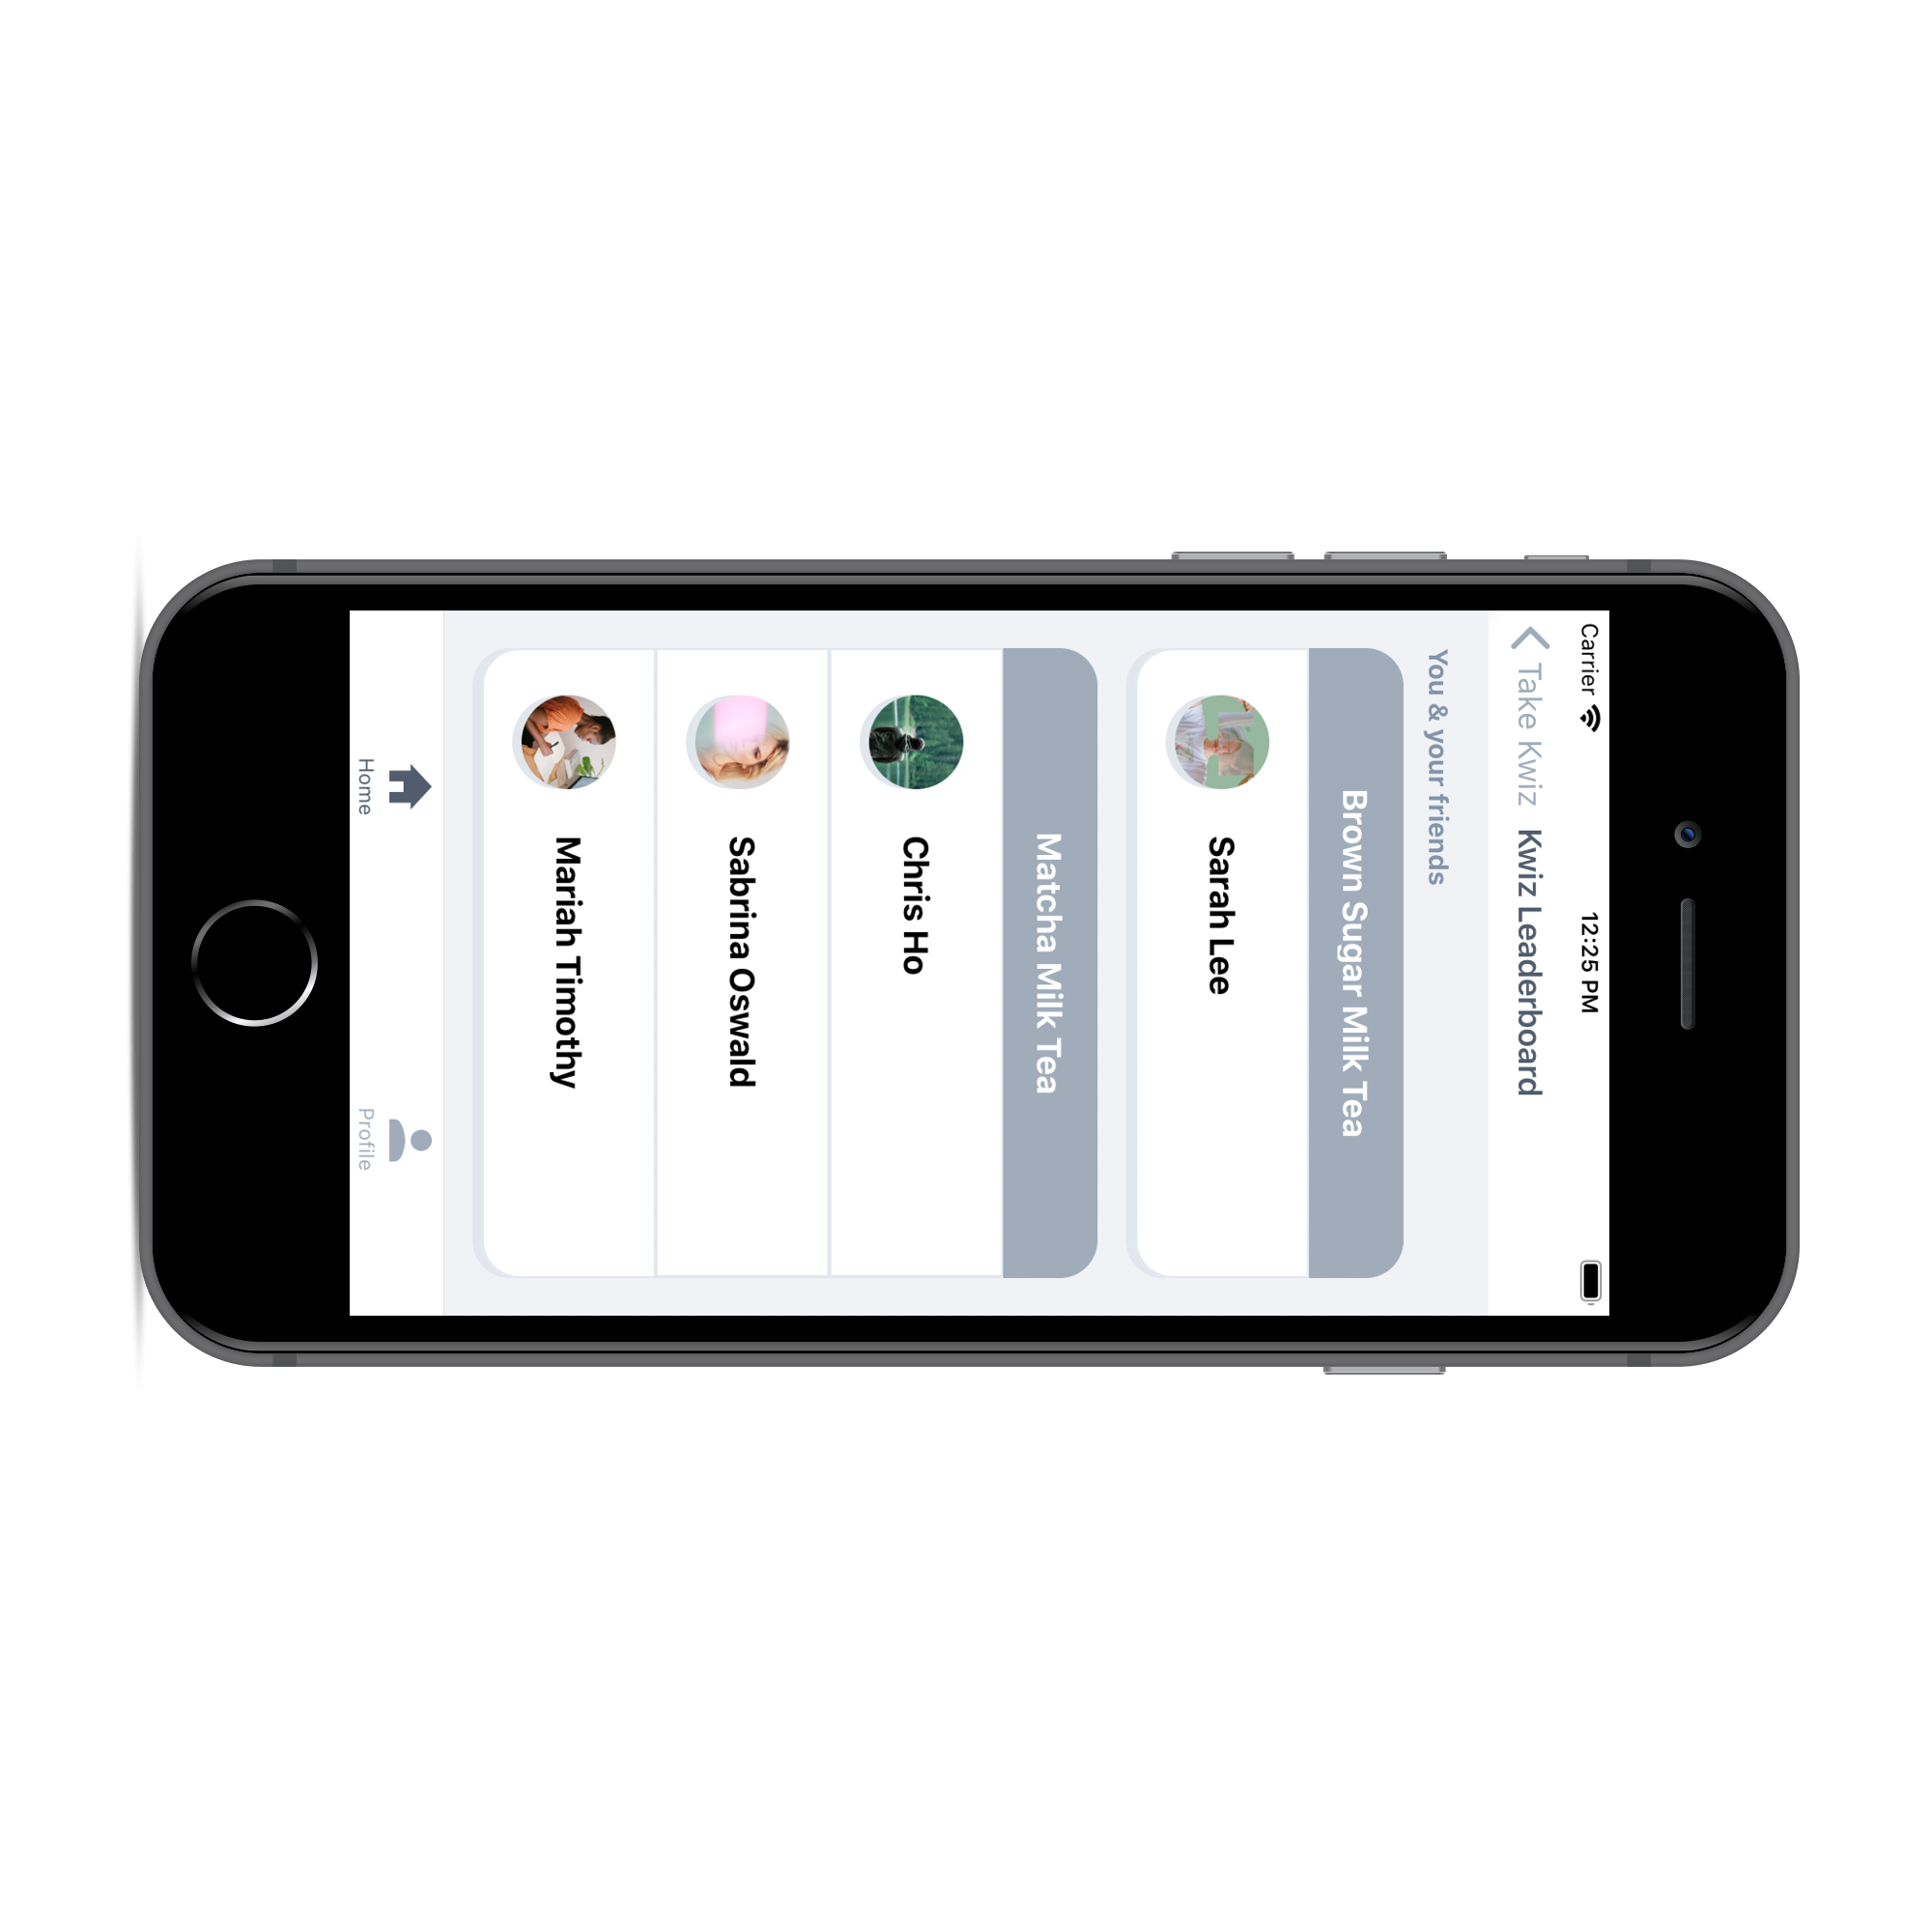 Carrier 12:25 PM
Take Kwiz Kwiz Leaderboard
You & your friends
Brown Sugar Milk Tea
Sarah Lee
Matcha Milk Tea
Chris Ho
Sabrina Oswald
Mariah Timothy
Home Profile